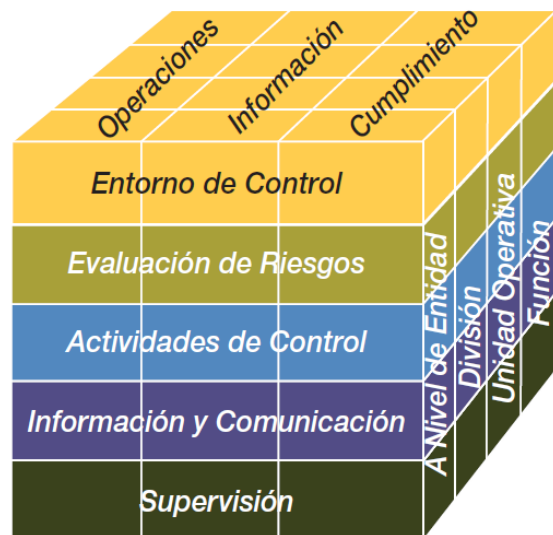 Operaciones
Información
Cumplimiento
Entorno de Control
Evaluación de Riesgos
Actividades de Control
Información y Comunicación
Supervisión
A Nivel de Entidad
División
Unidad Operativa
Función